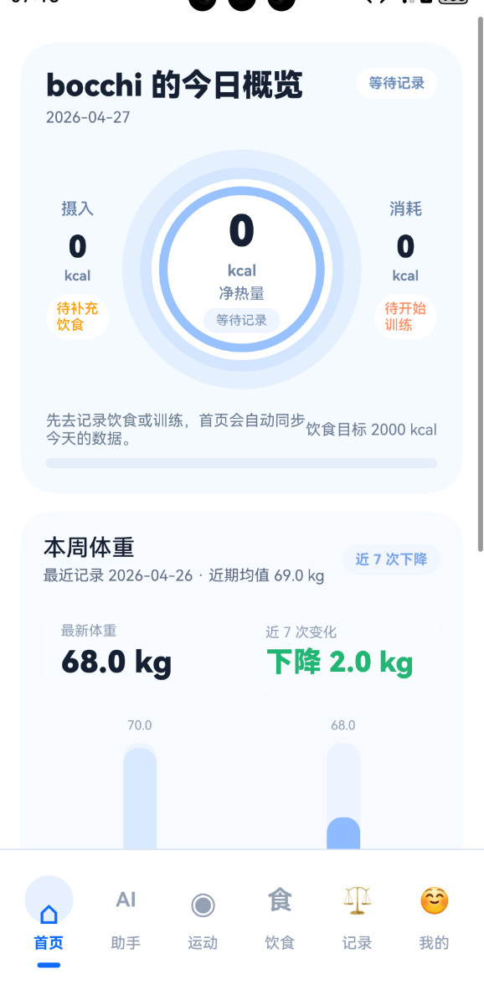 bocchi 的今日概览
等待记录
2026-04-27
摄入
0
kcal
待补充
饮食
0
kcal
净热量
等待记录
消耗
0
kcal
待开始
训练
先去记录饮食或训练，首页会自动同步
今天的数据。
饮食目标 2000 kcal
本周体重
最近记录 2026-04-26 · 近期均值 69.0 kg
近 7 次下降
最新体重
68.0 kg
近 7 次变化
下降 2.0 kg
70.0
68.0
AI
食
首页
助手
运动
饮食
记录
我的